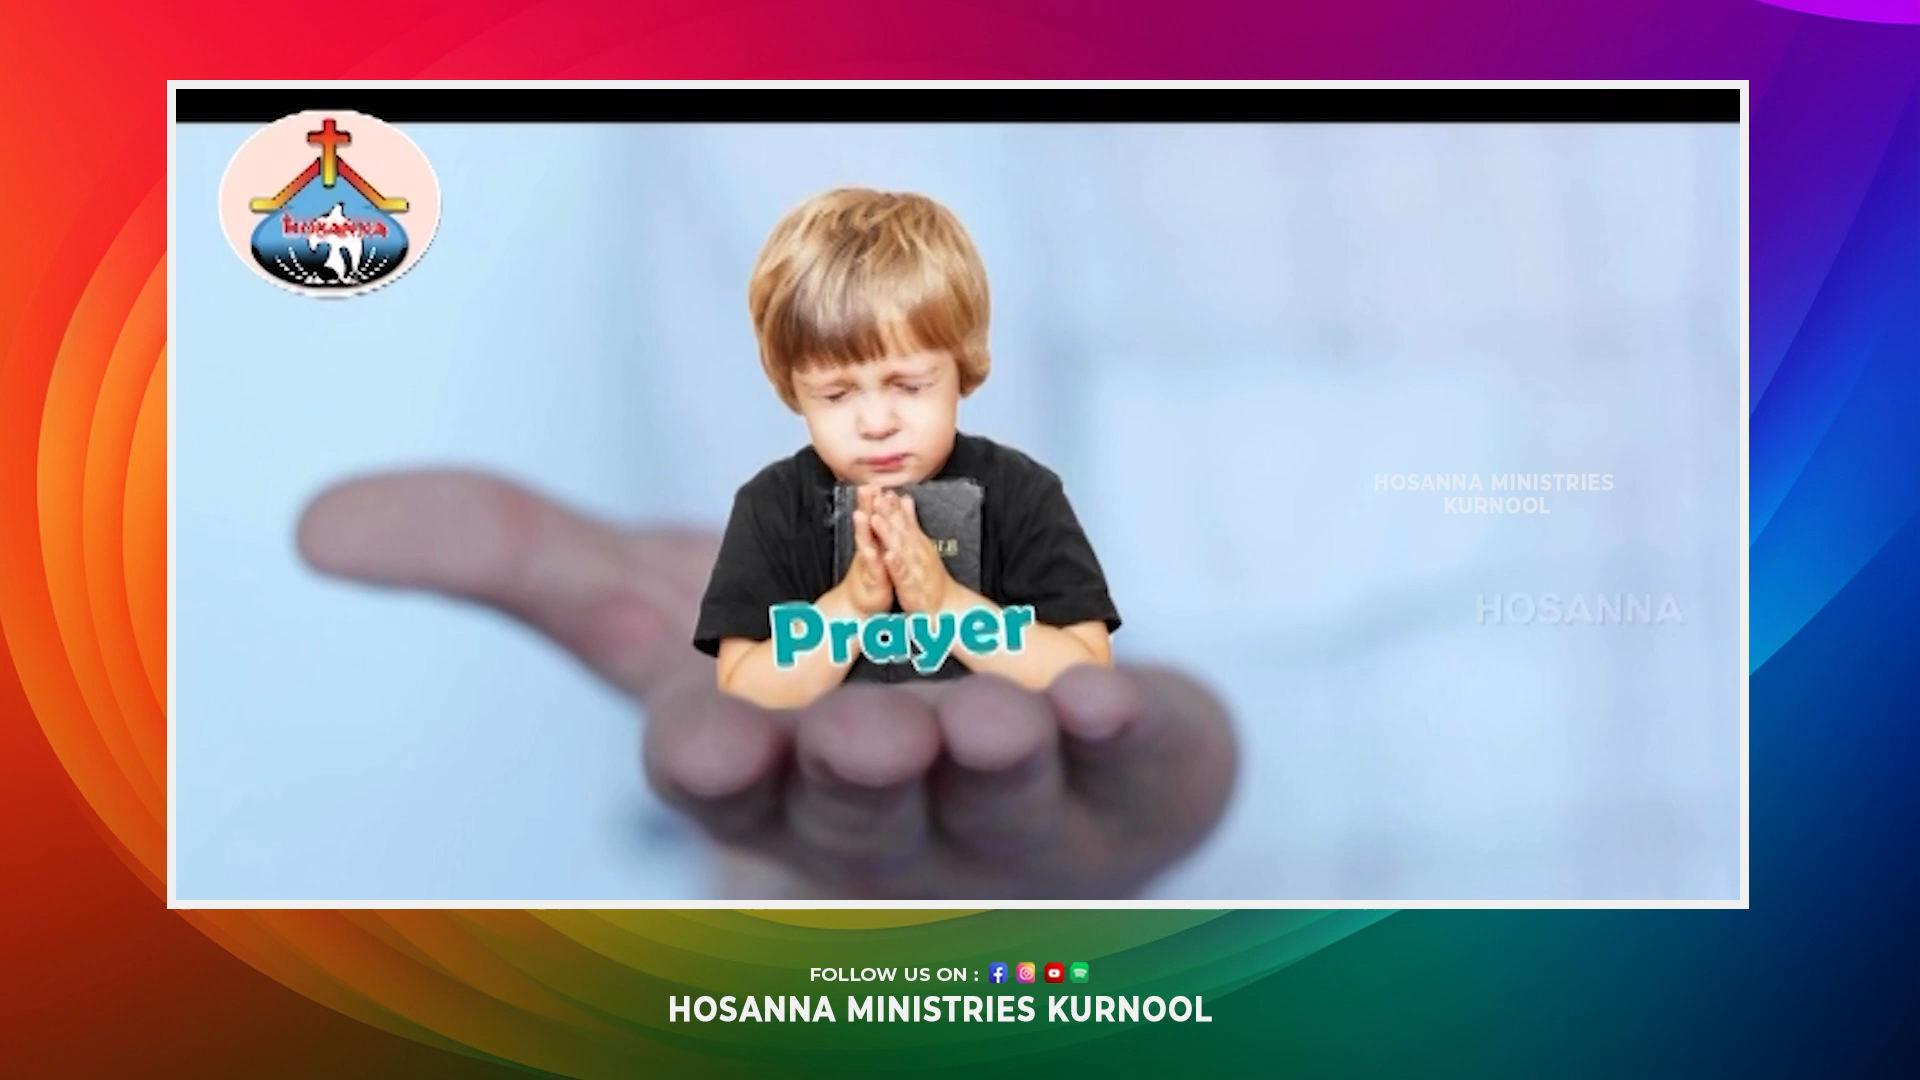 HOSANNA
HOSANNA MINISTRIES
KURNOOL
HOSANNA
Prayer
FOLLOW US ON :
HOSANNA MINISTRIES KURNOOL